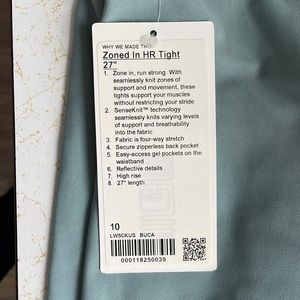 WHY WE MADE THIS
Zoned In HR Tight
27"
1. Zone in, run strong. With
seamlessly knit zones of
support and movement, these
tights support your muscles
without restricting your stride
2. SenseKnit™ technology
seamlessly knits varying levels
of support and breathability
into the fabric
3. Fabric is four-way stretch
4. Secure zipperless back pocket
5. Easy-access gel pockets on the
waistband
6. Reflective details
7. High rise
8. 27" length
10
LW5CKUS BUCA
000118250039